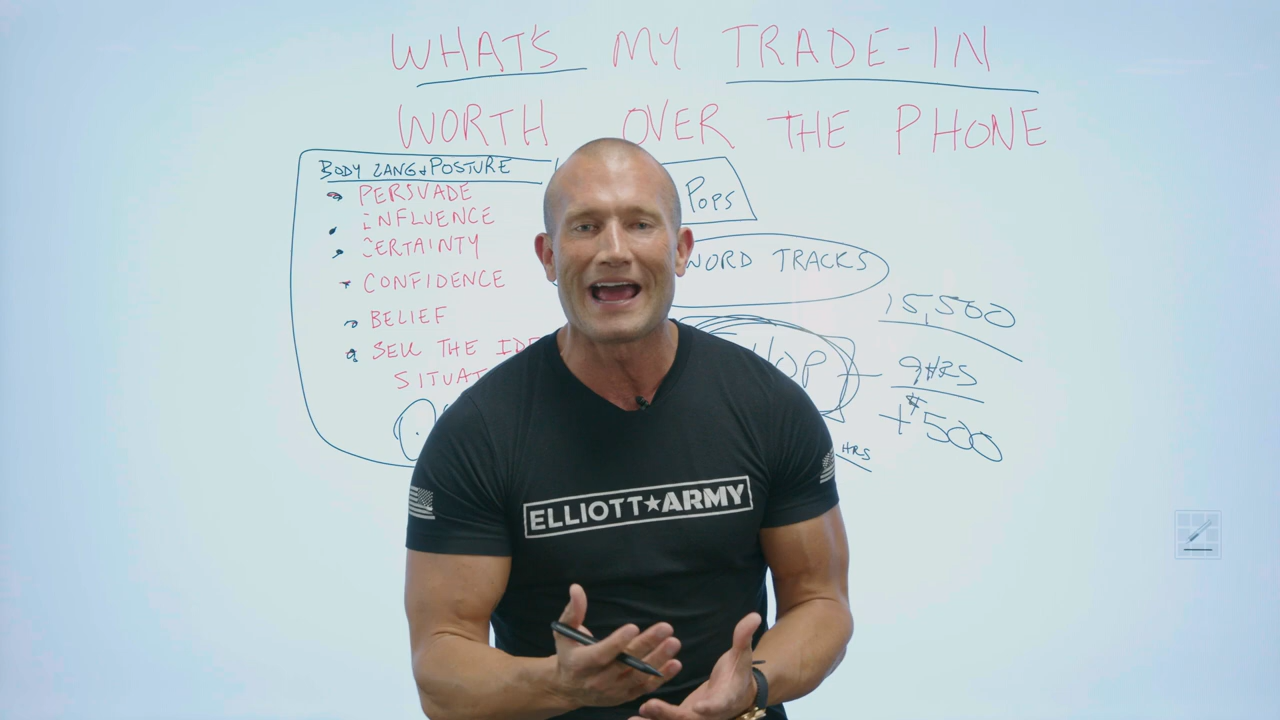 WHAT'S MY TRADE-IN
WORTH OVER THE PHONE
BODY LANG + POSTURE
PERSUADE
INFLUENCE
CERTAINTY
CONFIDENCE
BELIEF
SELL THE
SITUAT
POPS
WORD TRACKS
15,500
9 HRS
+ $500
HRS
ELLIOTT★ARMY